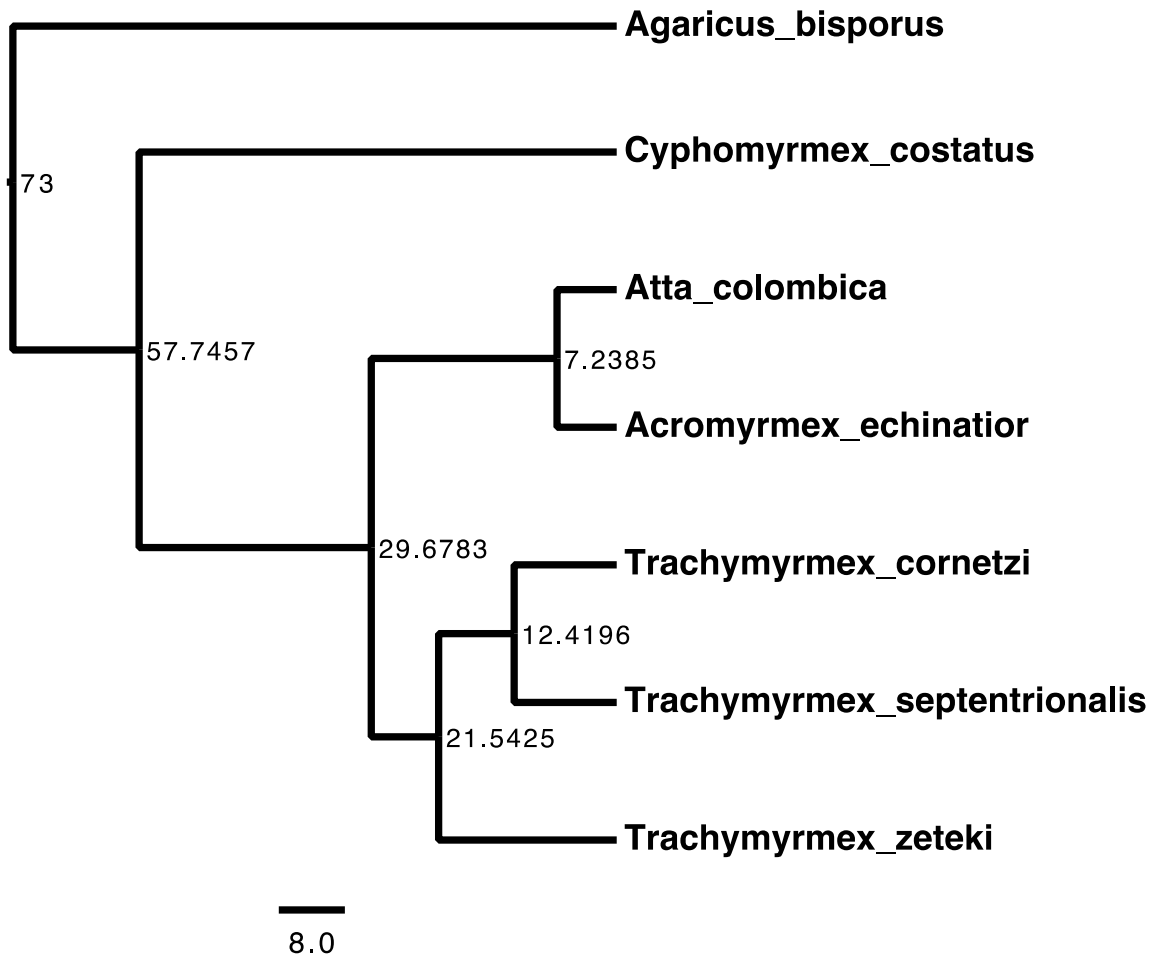 Agaricus_bisporus
Cyphomyrmex_costatus
73
Atta_colombica
57.7457
7.2385
Acromyrmex_echinatior
29.6783
Trachymyrmex_cornetzi
12.4196
Trachymyrmex_septentrionalis
21.5425
Trachymyrmex_zeteki
8.0